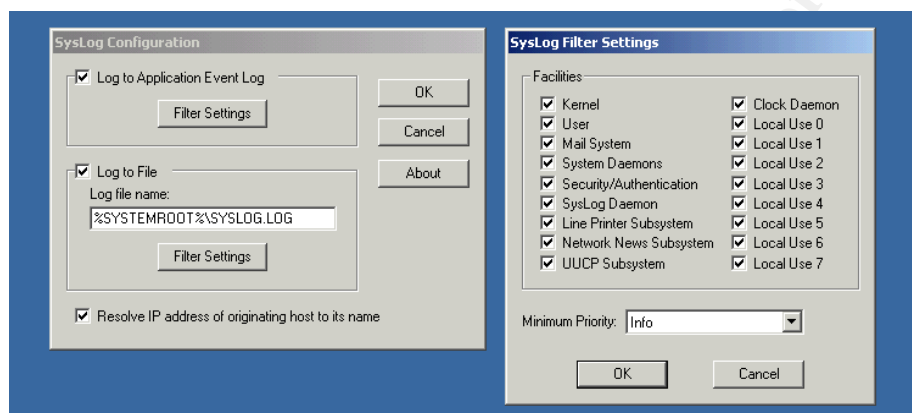 SysLog Configuration
Log to Application Event Log
Filter Settings
OK
Cancel
Log to File
About
Log file name:
%SYSTEMROOT%\SYSLOG.LOG
Filter Settings
Resolve IP address of originating host to its name
SysLog Filter Settings
Facilities
Kernel
User
Mail System
System Daemons
Security/Authentication
SysLog Daemon
Line Printer Subsystem
Network News Subsystem
UUCP Subsystem
Clock Daemon
Local Use 0
Local Use 1
Local Use 2
Local Use 3
Local Use 4
Local Use 5
Local Use 6
Local Use 7
Minimum Priority:
Info
OK
Cancel